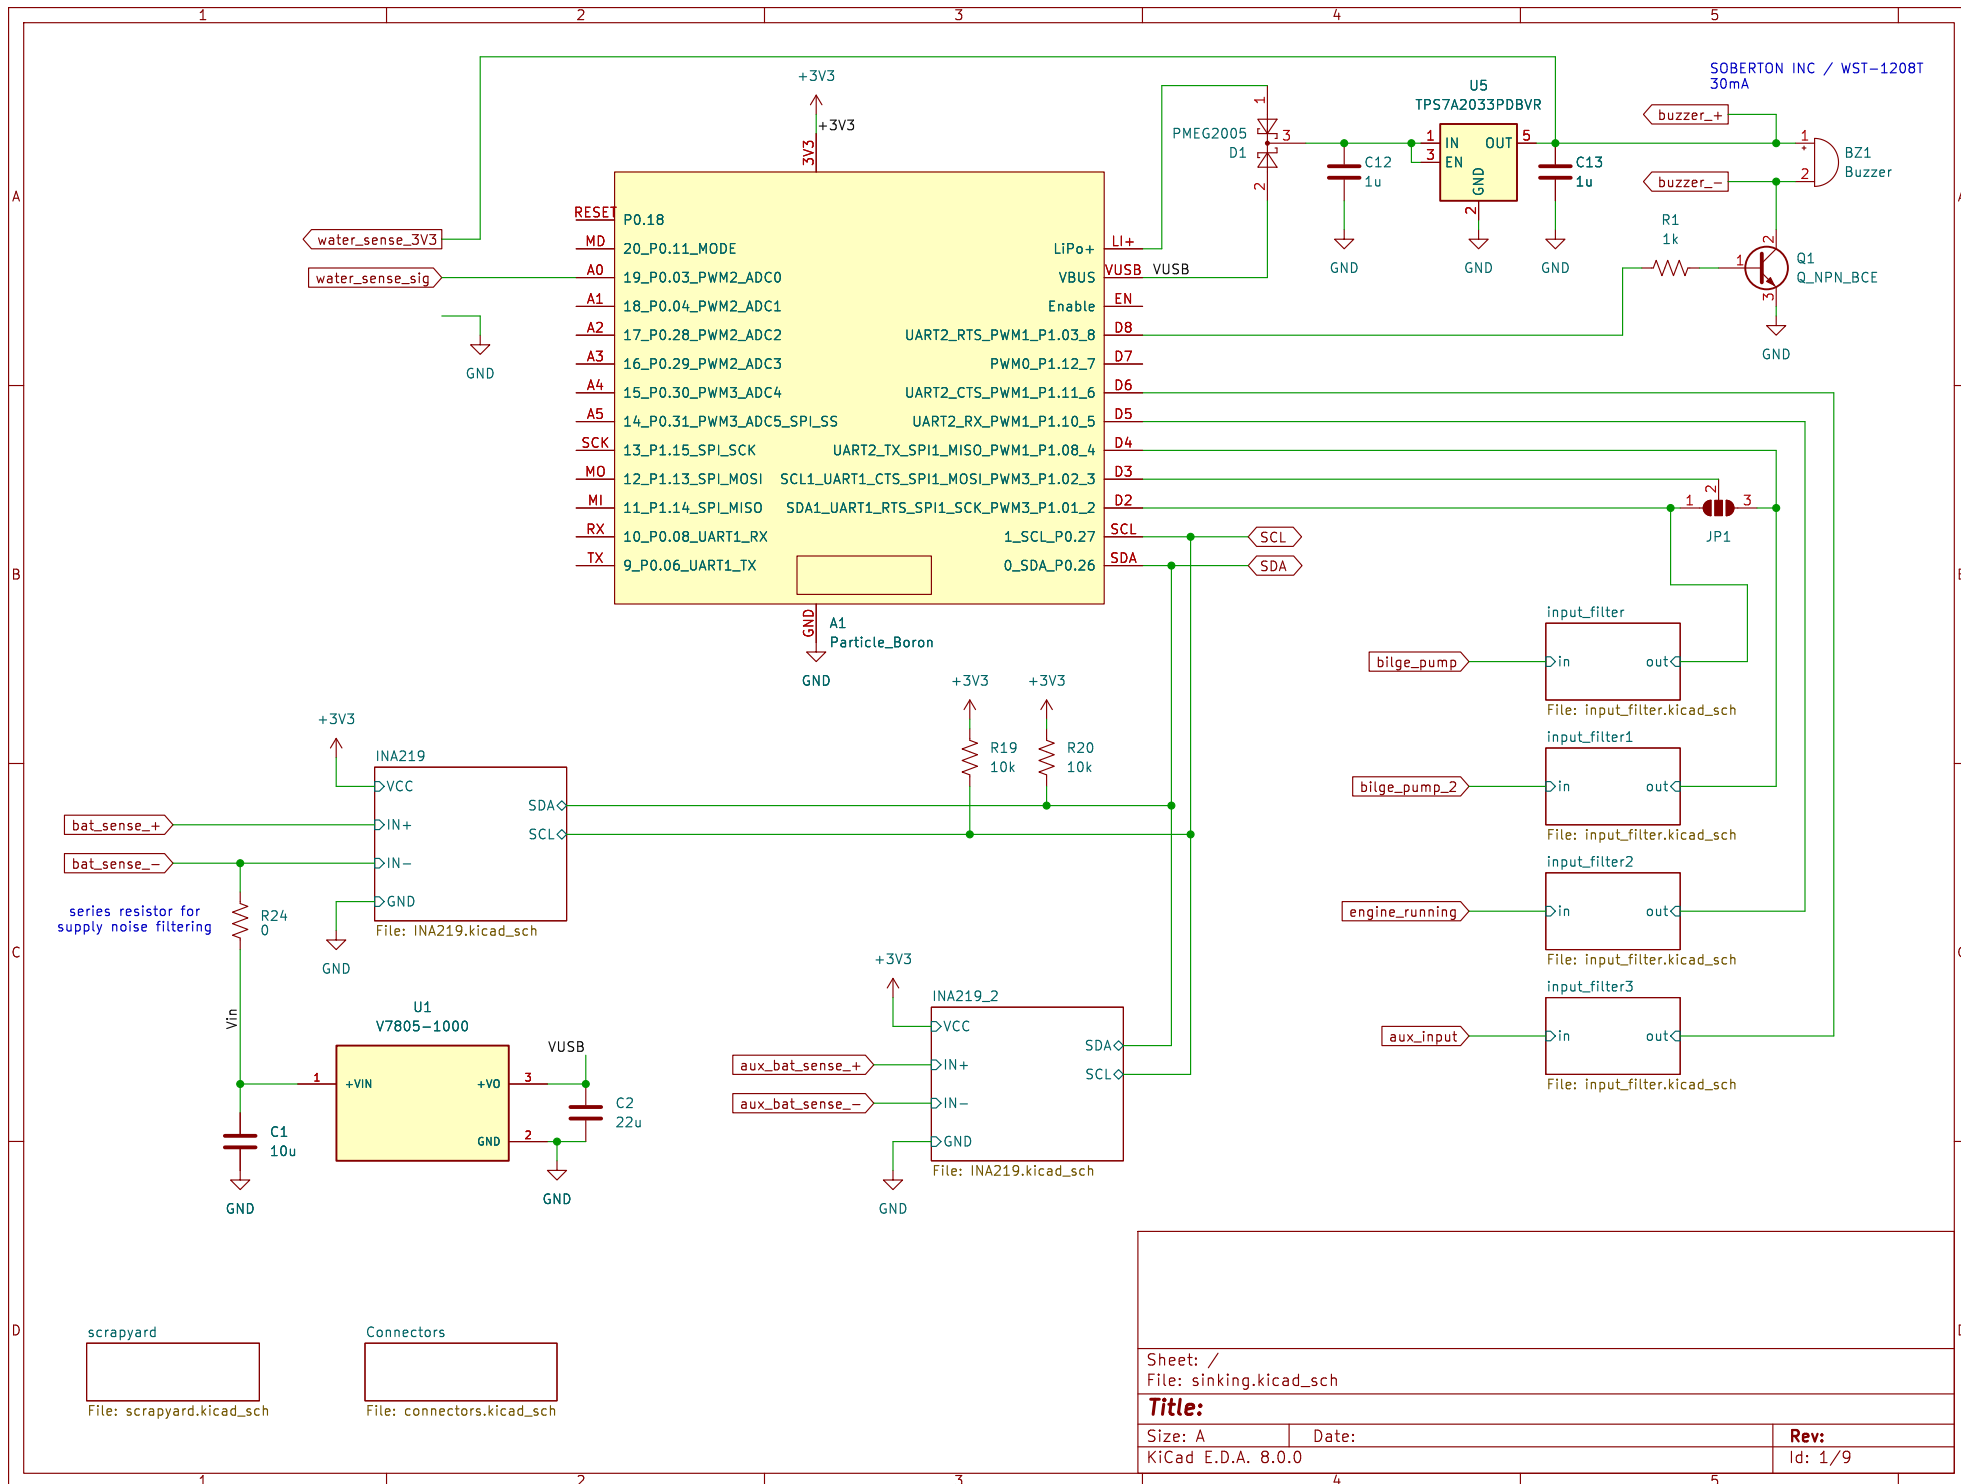 1 2 3 4 5
A
B
C
D
A
B
C
D
SOBERTON INC / WST-1208T
30mA
water_sense_3V3
water_sense_sig
GND
+3V3
+3V3
3V3
RESET P0.18
MD 20_P0.11_MODE
A0 19_P0.03_PWM2_ADC0
A1 18_P0.04_PWM2_ADC1
A2 17_P0.28_PWM2_ADC2
A3 16_P0.29_PWM2_ADC3
A4 15_P0.30_PWM3_ADC4
A5 14_P0.31_PWM3_ADC5_SPI_SS
SCK 13_P1.15_SPI_SCK
MO 12_P1.13_SPI_MOSI
MI 11_P1.14_SPI_MISO
RX 10_P0.08_UART1_RX
TX 9_P0.06_UART1_TX
LiPo+ LI+
VBUS VUSB VUSB
Enable EN
UART2_RTS_PWM1_P1.03_8 D8
PWM0_P1.12_7 D7
UART2_CTS_PWM1_P1.11_6 D6
UART2_RX_PWM1_P1.10_5 D5
UART2_TX_SPI1_MISO_PWM1_P1.08_4 D4
SCL1_UART1_CTS_SPI1_MOSI_PWM3_P1.02_3 D3
SDA1_UART1_RTS_SPI1_SCK_PWM3_P1.01_2 D2
1_SCL_P0.27 SCL
0_SDA_P0.26 SDA
GND
A1
Particle_Boron
GND
SCL
SDA
1
PMEG2005 3
D1
2
C12
1u
GND
U5
TPS7A2033PDBVR
1 IN OUT 5
3 EN
GND
2
GND
C13
1u
GND
buzzer_+
buzzer_-
1
+
2
BZ1
Buzzer
R1
1k
2
1
3
Q1
Q_NPN_BCE
GND
2
1 3
JP1
input_filter
bilge_pump
in out
File: input_filter.kicad_sch
input_filter1
bilge_pump_2
in out
File: input_filter.kicad_sch
input_filter2
engine_running
in out
File: input_filter.kicad_sch
input_filter3
aux_input
in out
File: input_filter.kicad_sch
+3V3 +3V3
R19
10k
R20
10k
+3V3
INA219
VCC
SDA
IN+
SCL
IN-
GND
File: INA219.kicad_sch
bat_sense_+
bat_sense_-
GND
series resistor for
supply noise filtering
R24
0
Vin
U1
V7805-1000
1 +VIN +VO 3
GND 2
VUSB
C2
22u
GND
C1
10u
GND
+3V3
INA219_2
VCC
SDA
IN+
SCL
IN-
GND
File: INA219.kicad_sch
aux_bat_sense_+
aux_bat_sense_-
GND
scrapyard
File: scrapyard.kicad_sch
Connectors
File: connectors.kicad_sch
Sheet: /
File: sinking.kicad_sch
Title:
Size: A Date: Rev:
KiCad E.D.A. 8.0.0 Id: 1/9
1 2 3 4 5